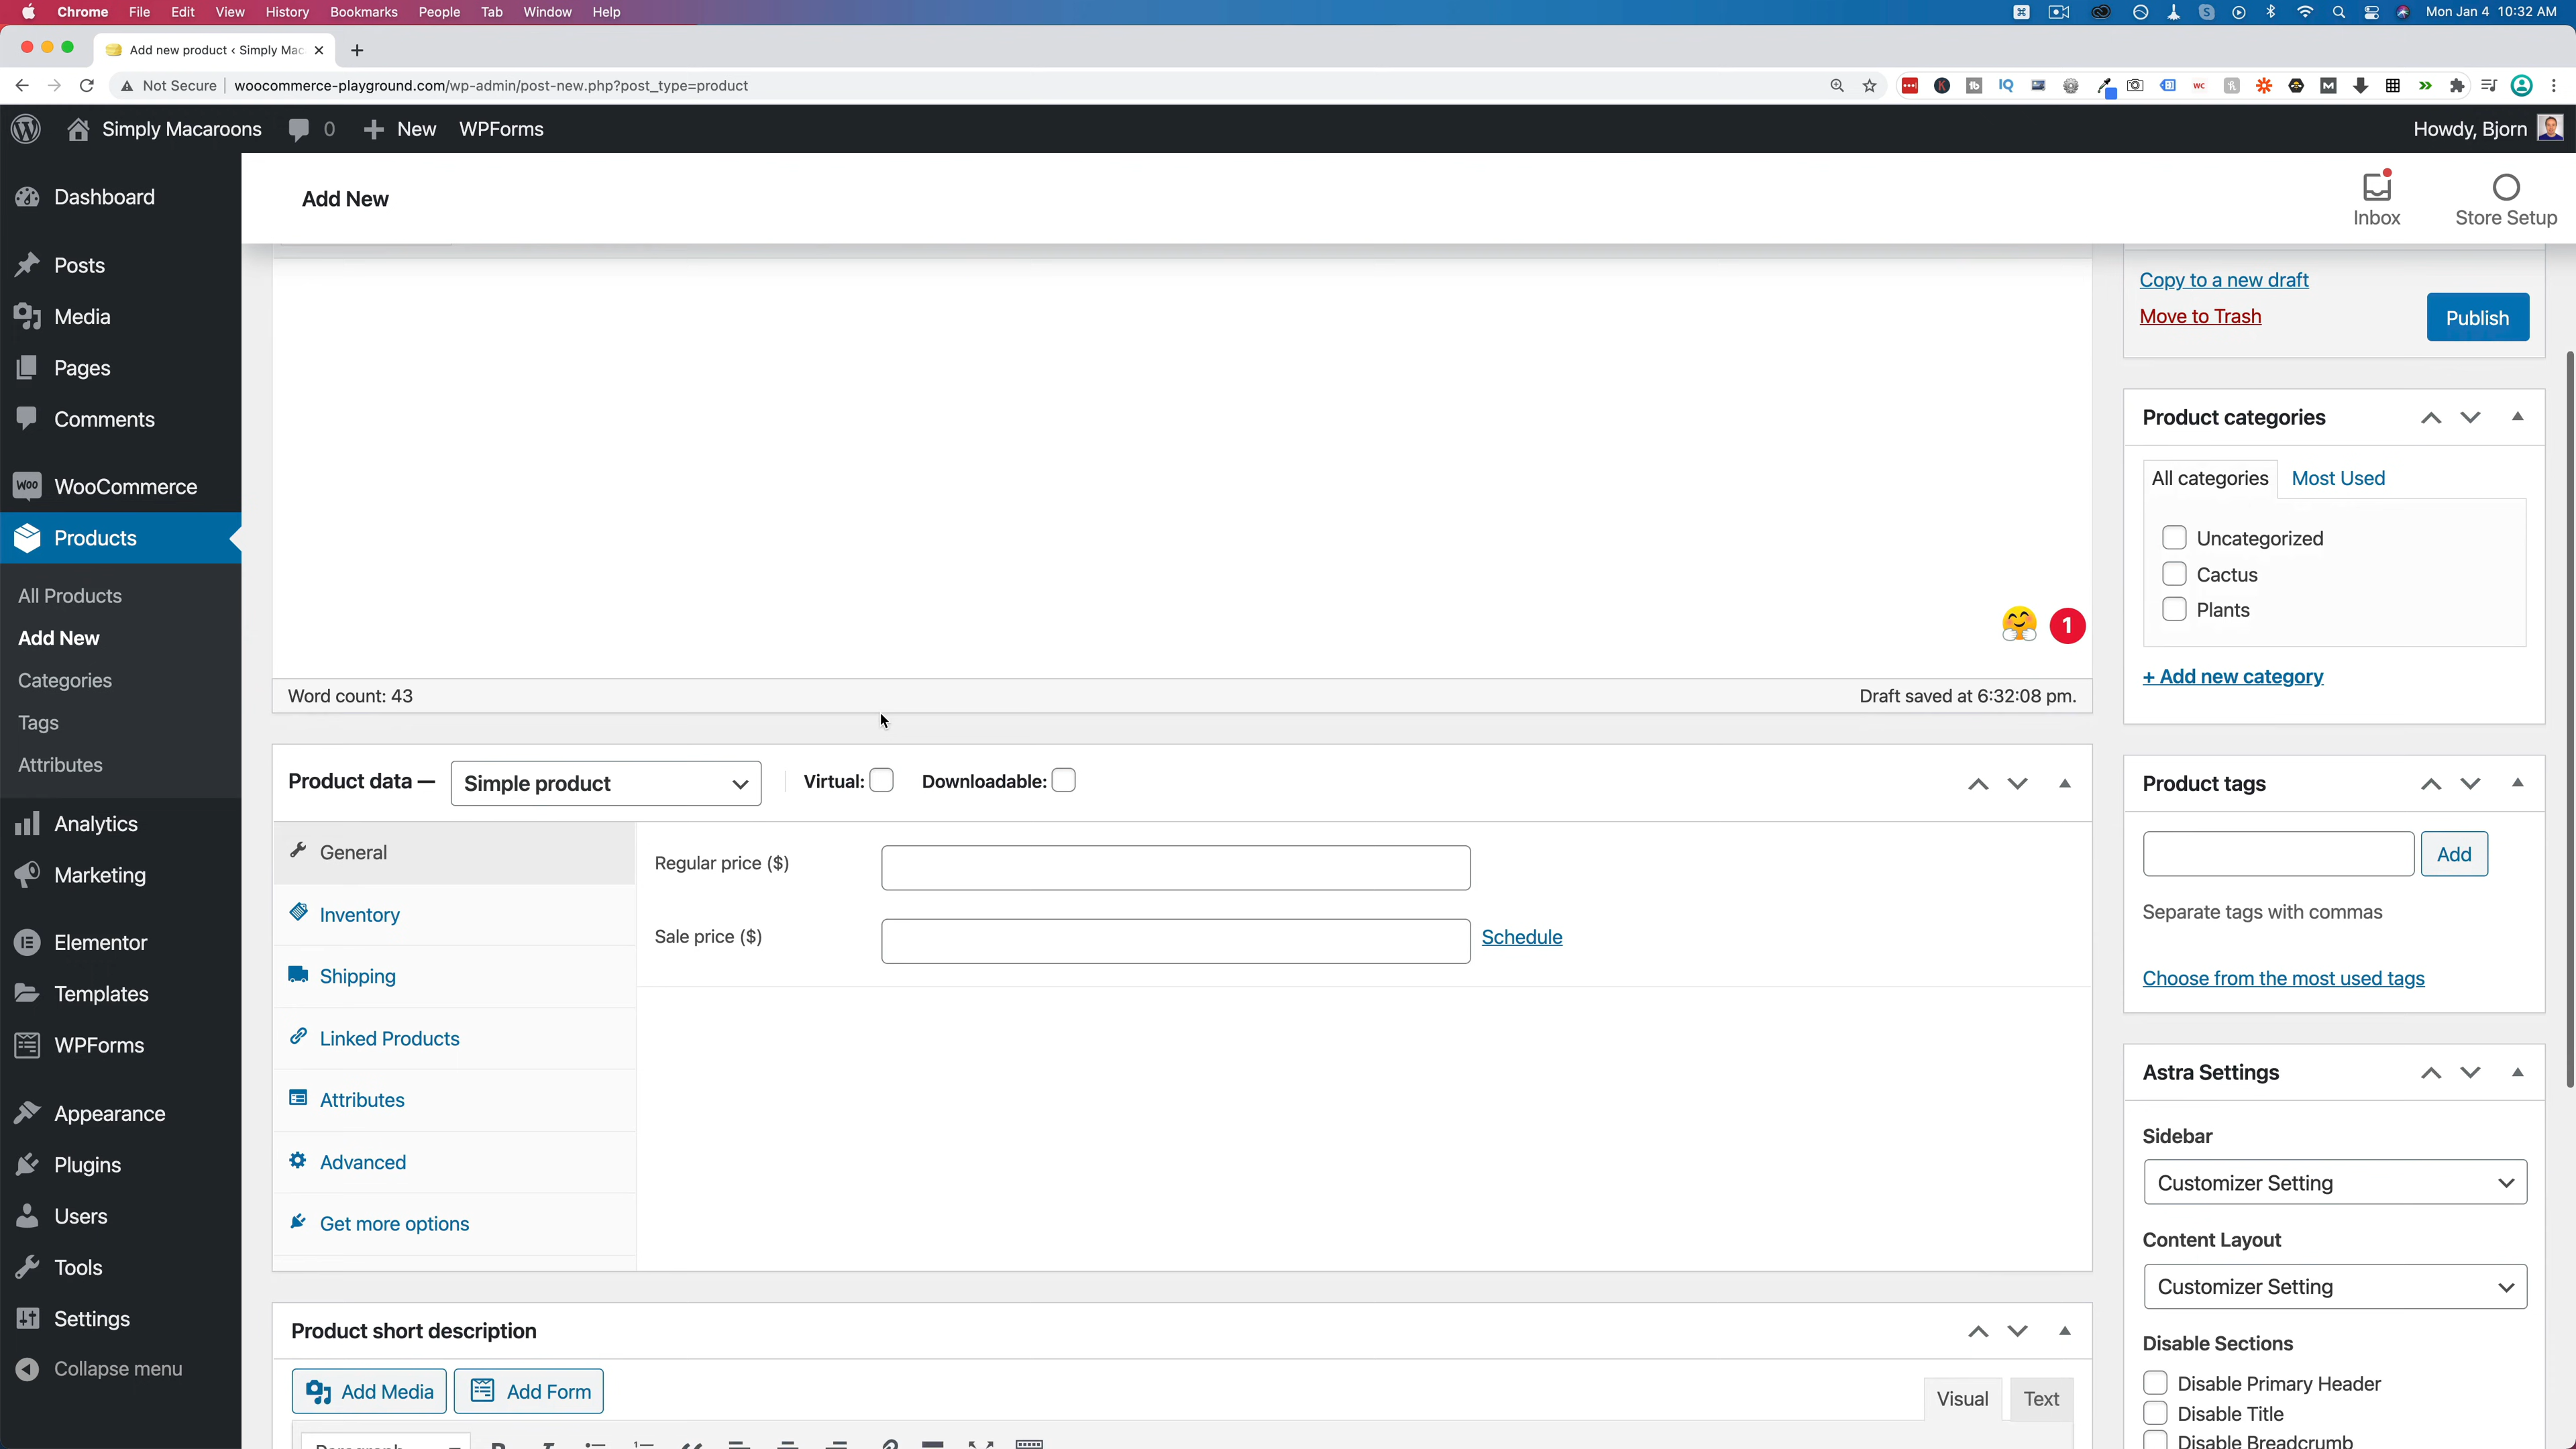 Chrome File Edit View History Bookmarks People Tab Window Help Mon Jan 4 10:32 AM
Add new product ‹ Simply Mac
Not Secure woocommerce-playground.com/wp-admin/post-new.php?post_type=product
Simply Macaroons 0 New WPForms Howdy, Bjorn
Add New
Inbox
Store Setup
Dashboard
Posts
Media
Pages
Comments
WooCommerce
Products
All Products
Add New
Categories
Tags
Attributes
Analytics
Marketing
Elementor
Templates
WPForms
Appearance
Plugins
Users
Tools
Settings
Collapse menu
1
Word count: 43 Draft saved at 6:32:08 pm.
Product data — Simple product Virtual: Downloadable:
General
Inventory
Shipping
Linked Products
Attributes
Advanced
Get more options
Regular price ($)
Sale price ($) Schedule
Product short description
Add Media Add Form Visual Text
Copy to a new draft
Move to Trash Publish
Product categories
All categories Most Used
Uncategorized
Cactus
Plants
+ Add new category
Product tags
Add
Separate tags with commas
Choose from the most used tags
Astra Settings
Sidebar
Customizer Setting
Content Layout
Customizer Setting
Disable Sections
Disable Primary Header
Disable Title
Disable Breadcrumb